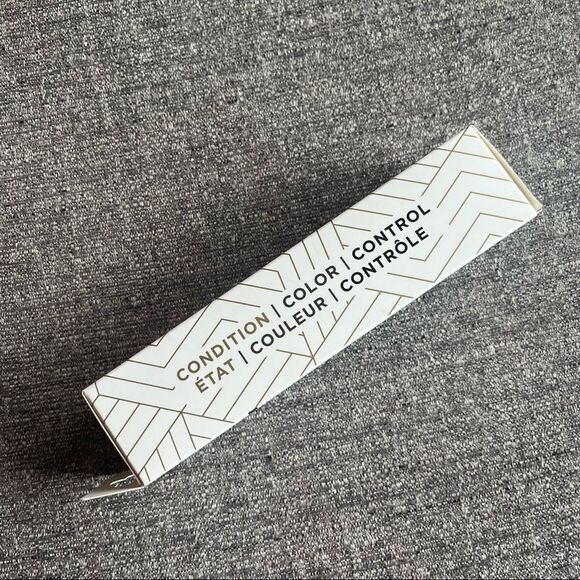 CONDITION | COLOR | CONTROL
ÉTAT | COULEUR | CONTRÔLE